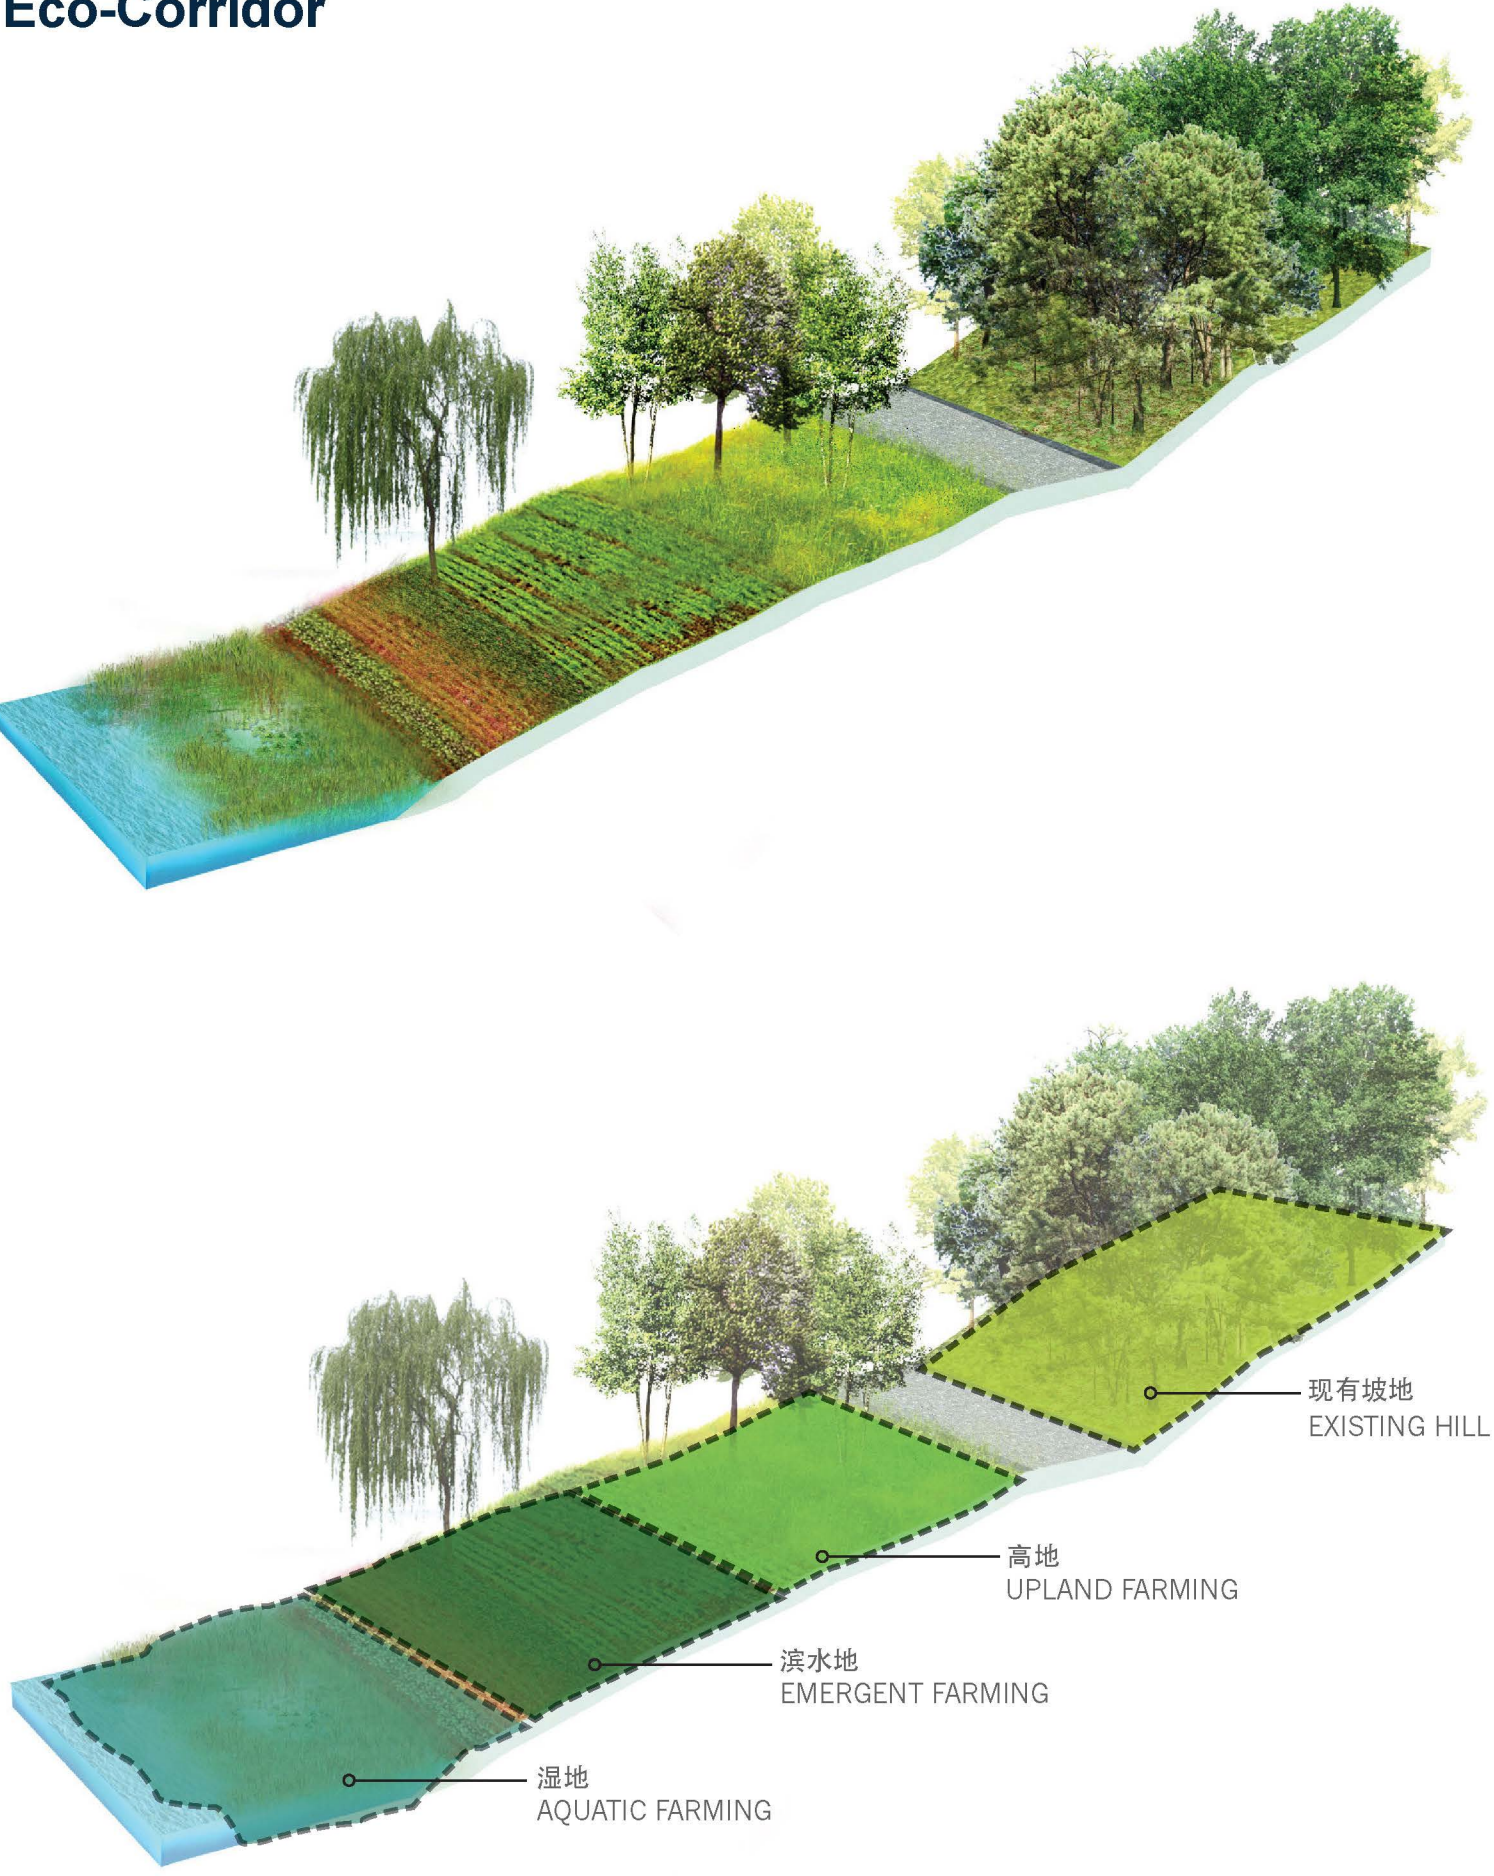 Eco-Corridor
现有坡地
EXISTING HILL
高地
UPLAND FARMING
滨水地
EMERGENT FARMING
湿地
AQUATIC FARMING